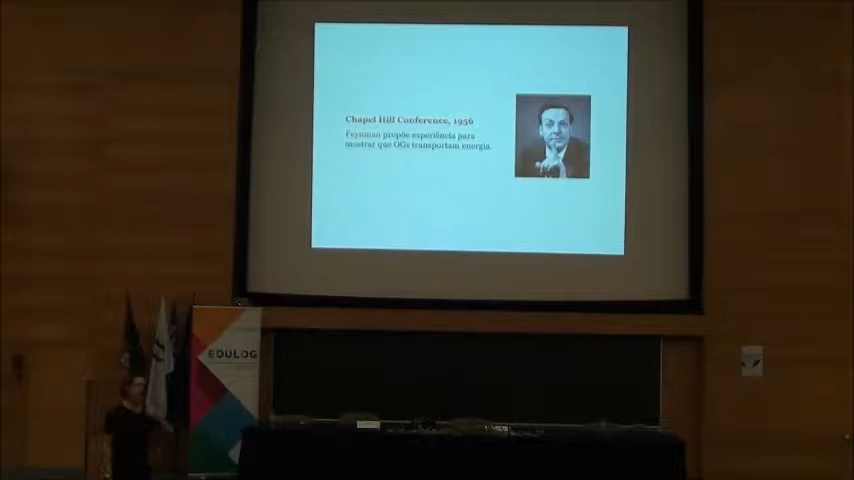 Chapel Hill Conference, 1956
Feynman propõe experiência para
mostrar que OGs transportam energia.
EDULOG